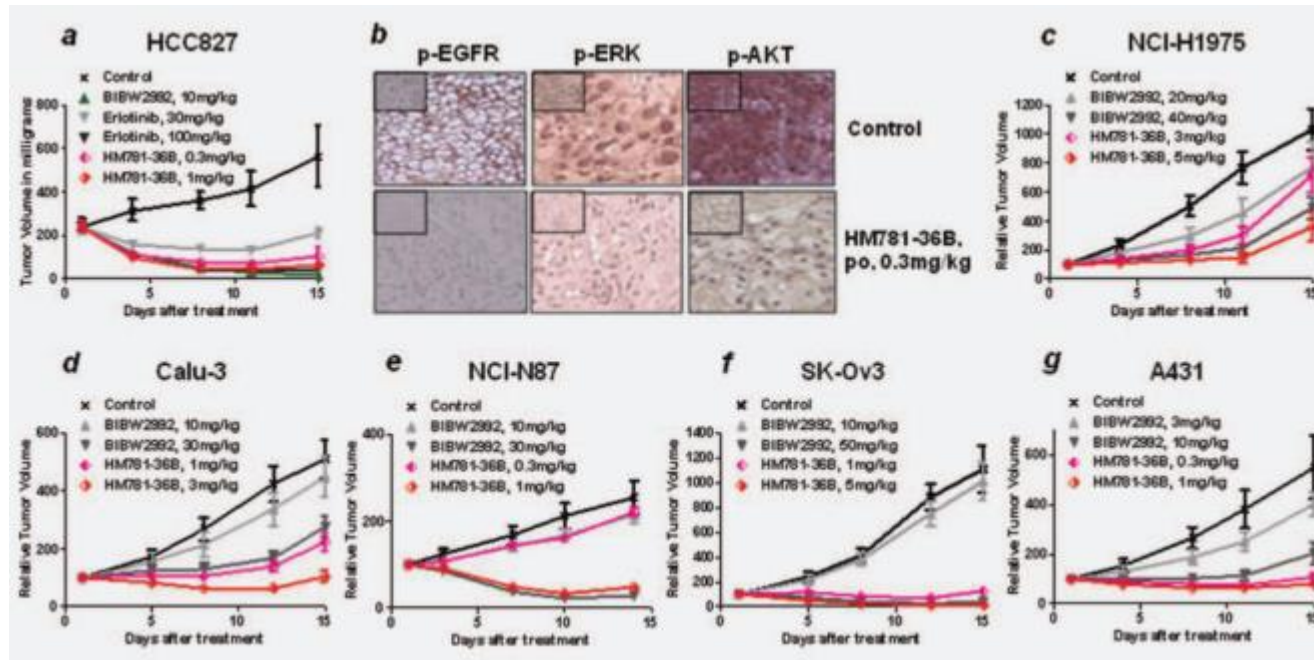 a HCC827
× Control
BIBW2992, 10mg/kg
Erlotinib, 30mg/kg
Erlotinib, 100mg/kg
HM781-36B, 0.3mg/kg
HM781-36B, 1mg/kg
Tumor Volume in milligrams
800
600
400
200
0
0 5 10 15
Days after treatment
b
p-EGFR p-ERK p-AKT
Control
HM781-36B,
po, 0.3mg/kg
c NCI-H1975
× Control
BIBW2992, 20mg/kg
BIBW2992, 40mg/kg
HM781-36B, 3mg/kg
HM781-36B, 5mg/kg
Relative Tumor Volume
1200
1000
800
600
400
200
0
0 5 10 15
Days after treatment
d Calu-3
× Control
BIBW2992, 10mg/kg
BIBW2992, 30mg/kg
HM781-36B, 1mg/kg
HM781-36B, 3mg/kg
Relative Tumor Volume
600
400
200
0
0 5 10 15
Days after treatment
e NCI-N87
× Control
BIBW2992, 10mg/kg
BIBW2992, 30mg/kg
HM781-36B, 0.3mg/kg
HM781-36B, 1mg/kg
Relative Tumor Volume
400
200
0
0 5 10 15
Days after treatment
f SK-Ov3
× Control
BIBW2992, 10mg/kg
BIBW2992, 50mg/kg
HM781-36B, 1mg/kg
HM781-36B, 5mg/kg
Relative Tumor Volume
1400
1200
1000
800
600
400
200
0
0 5 10 15
Days after treatment
g A431
× Control
BIBW2992, 3mg/kg
BIBW2992, 10mg/kg
HM781-36B, 0.3mg/kg
HM781-36B, 1mg/kg
Relative Tumor Volume
1000
800
600
400
200
0
0 5 10 15
Days after treatment